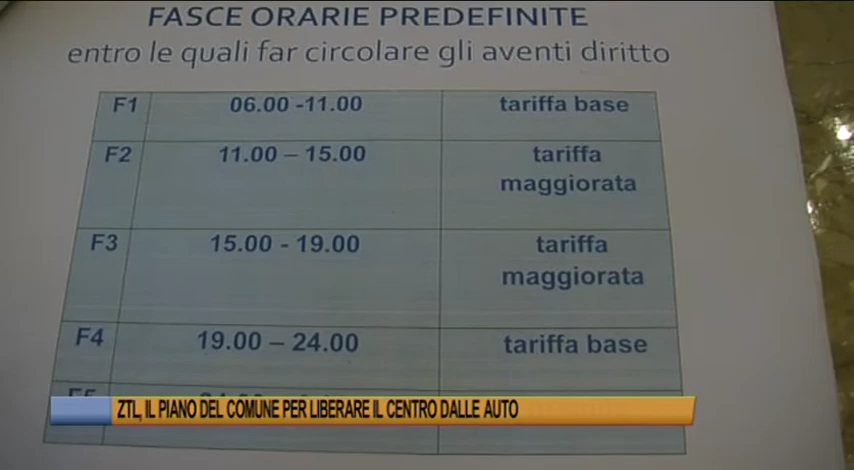 FASCE ORARIE PREDEFINITE
entro le quali far circolare gli aventi diritto
F1 06.00 -11.00 tariffa base
F2 11.00 – 15.00 tariffa
maggiorata
F3 15.00 - 19.00 tariffa
maggiorata
F4 19.00 – 24.00 tariffa base
ZTL, IL PIANO DEL COMUNE PER LIBERARE IL CENTRO DALLE AUTO